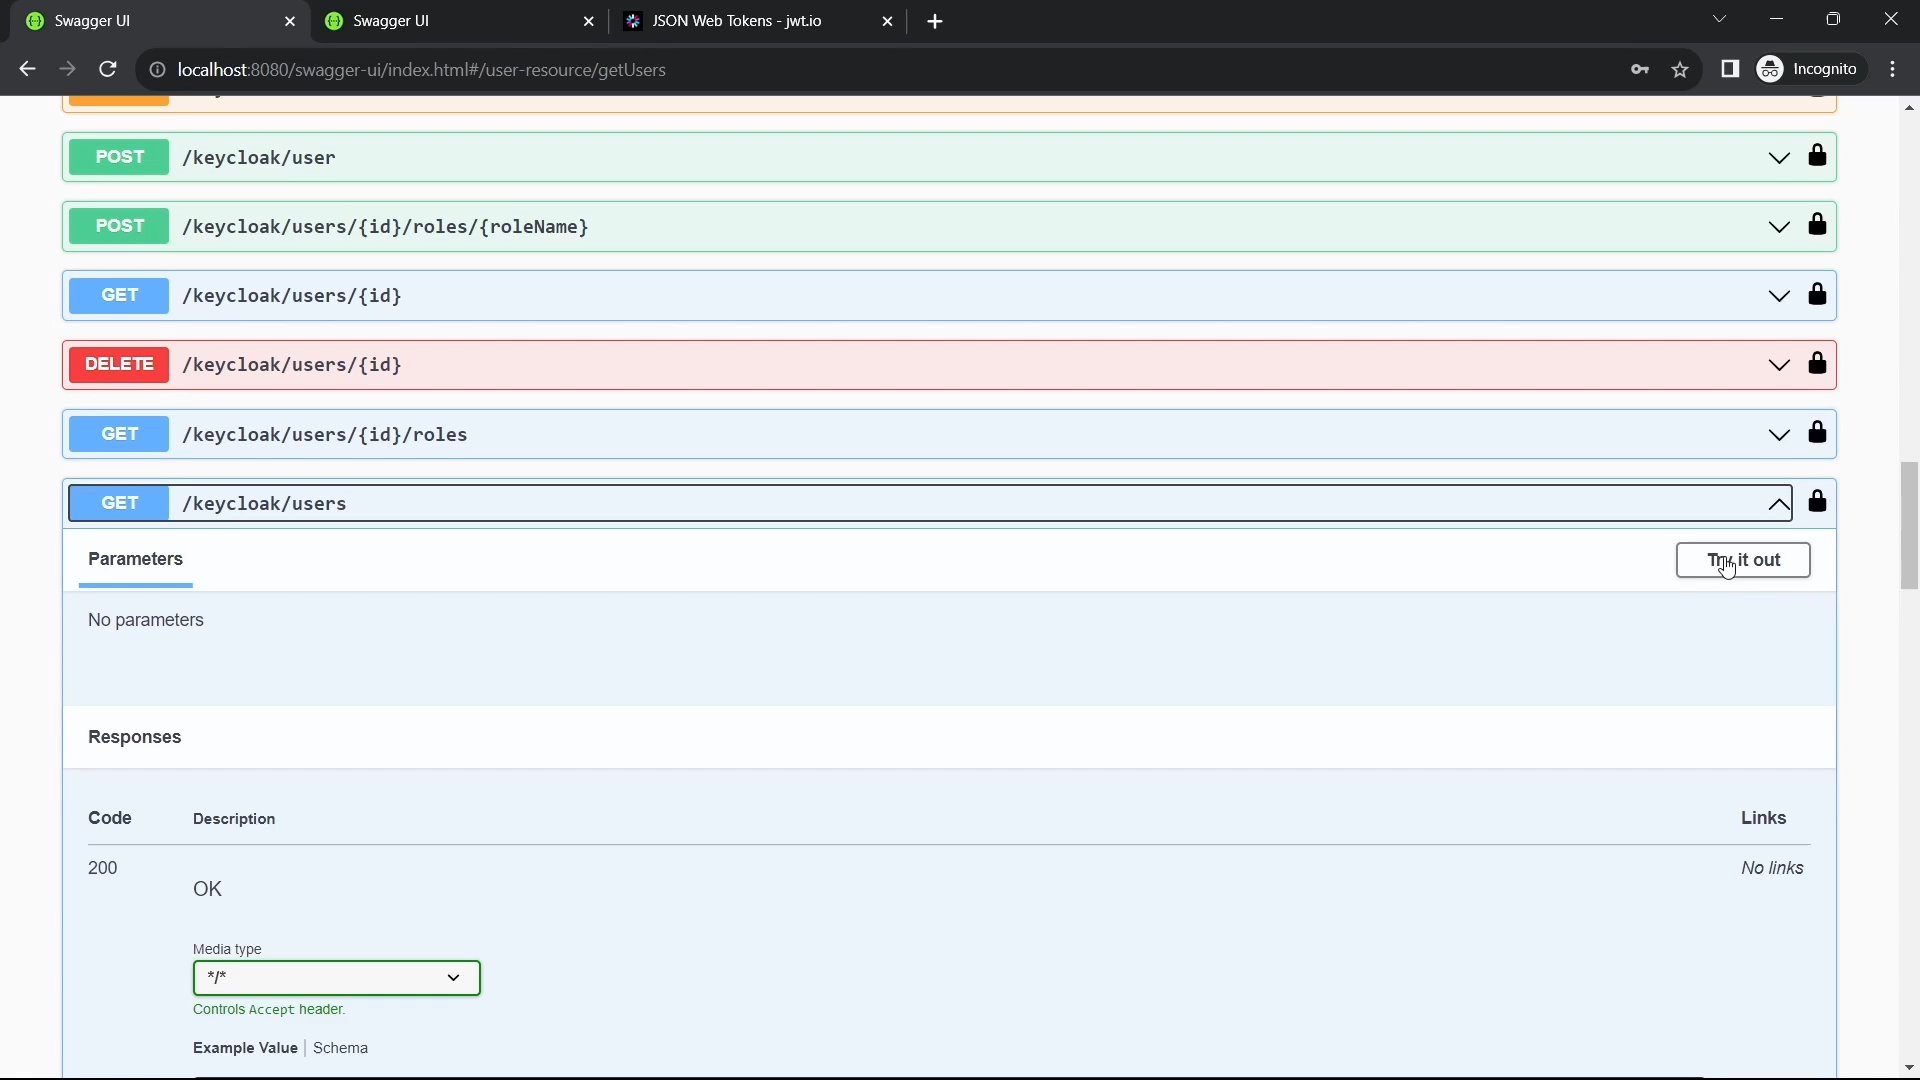 Swagger UI
Swagger UI
JSON Web Tokens - jwt.io
localhost:8080/swagger-ui/index.html#/user-resource/getUsers
Incognito
POST /keycloak/user
POST /keycloak/users/{id}/roles/{roleName}
GET /keycloak/users/{id}
DELETE /keycloak/users/{id}
GET /keycloak/users/{id}/roles
GET /keycloak/users
Parameters
Try it out
No parameters
Responses
Code Description Links
200 No links
OK
Media type
*/*
Controls Accept header.
Example Value | Schema